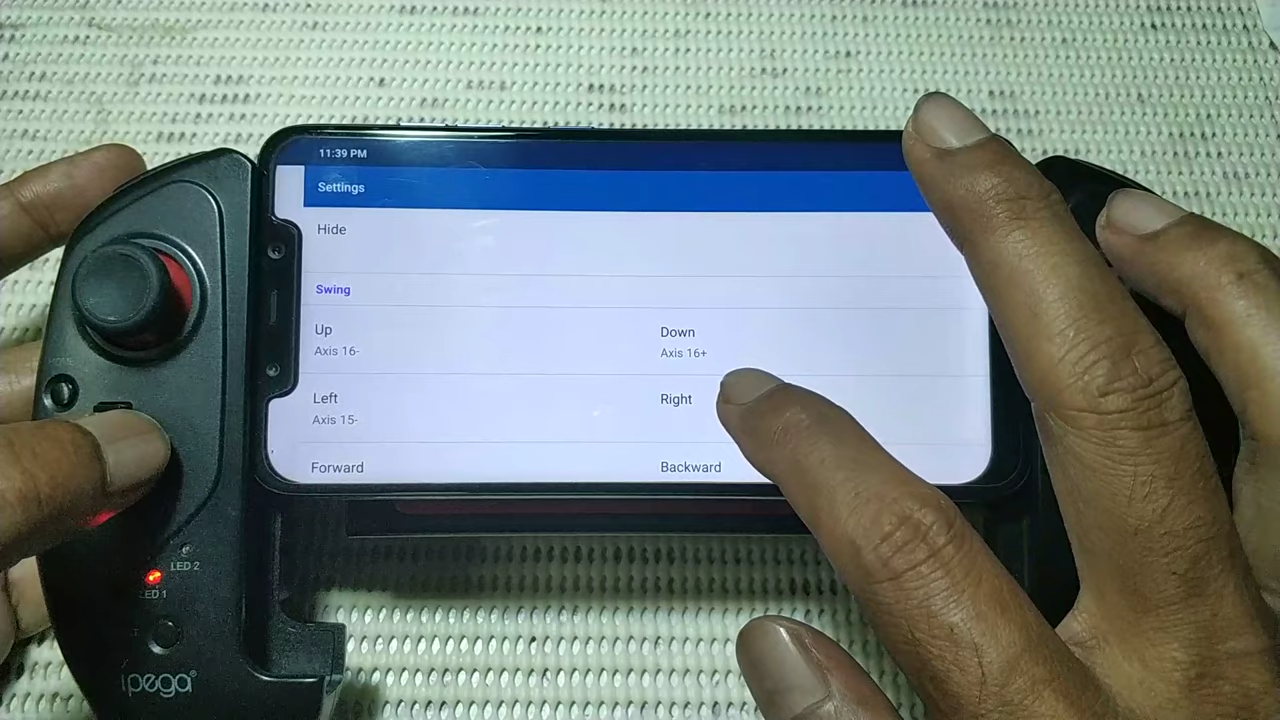 11:39 PM
Settings
Hide
Swing
Up
Down
Axis 16-
Axis 16+
Left
Right
Axis 15-
Forward
Backward
HOME
LED 2
LED 1
ipega®